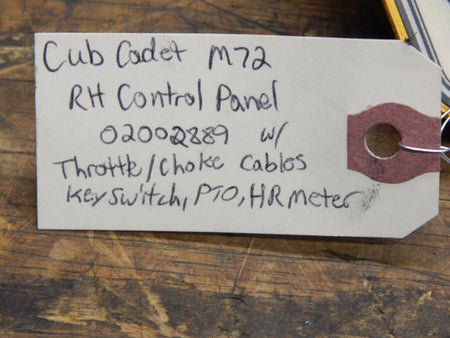 Cub Cadet M72
RH Control Panel
02002889 w/
Throttle/Choke Cables
Key Switch, PTO, HR Meter